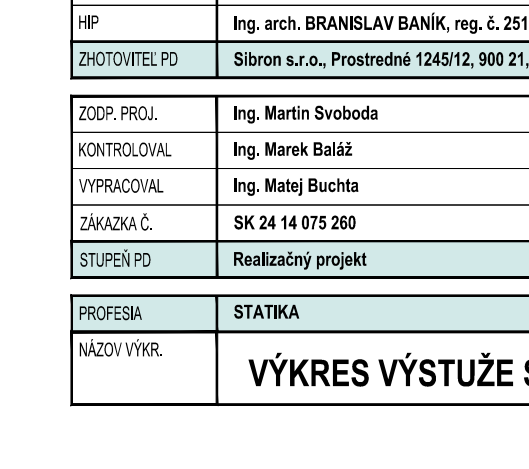 HIP Ing. arch. BRANISLAV BANÍK, reg. č. 251
ZHOTOVITEĽ PD Sibron s.r.o., Prostredné 1245/12, 900 21,
ZODP. PROJ. Ing. Martin Svoboda
KONTROLOVAL Ing. Marek Baláž
VYPRACOVAL Ing. Matej Buchta
ZÁKAZKA Č. SK 24 14 075 260
STUPEŇ PD Realizačný projekt
PROFESIA STATIKA
NÁZOV VÝKR.
VÝKRES VÝSTUŽE